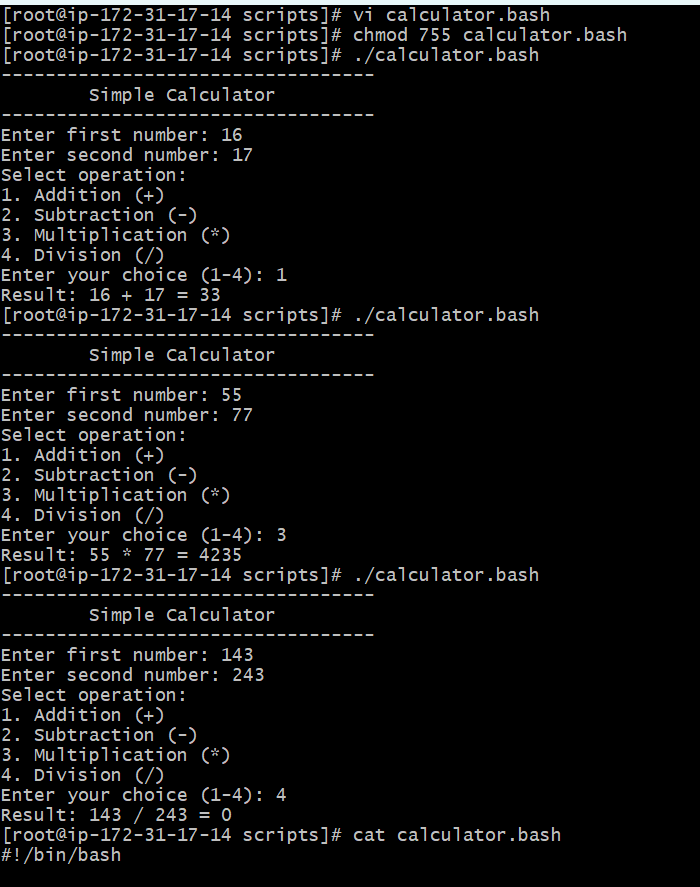 [root@ip-172-31-17-14 scripts]# vi calculator.bash
[root@ip-172-31-17-14 scripts]# chmod 755 calculator.bash
[root@ip-172-31-17-14 scripts]# ./calculator.bash
----------------------------------
        Simple Calculator
----------------------------------
Enter first number: 16
Enter second number: 17
Select operation:
1. Addition (+)
2. Subtraction (-)
3. Multiplication (*)
4. Division (/)
Enter your choice (1-4): 1
Result: 16 + 17 = 33
[root@ip-172-31-17-14 scripts]# ./calculator.bash
----------------------------------
        Simple Calculator
----------------------------------
Enter first number: 55
Enter second number: 77
Select operation:
1. Addition (+)
2. Subtraction (-)
3. Multiplication (*)
4. Division (/)
Enter your choice (1-4): 3
Result: 55 * 77 = 4235
[root@ip-172-31-17-14 scripts]# ./calculator.bash
----------------------------------
        Simple Calculator
----------------------------------
Enter first number: 143
Enter second number: 243
Select operation:
1. Addition (+)
2. Subtraction (-)
3. Multiplication (*)
4. Division (/)
Enter your choice (1-4): 4
Result: 143 / 243 = 0
[root@ip-172-31-17-14 scripts]# cat calculator.bash
#!/bin/bash